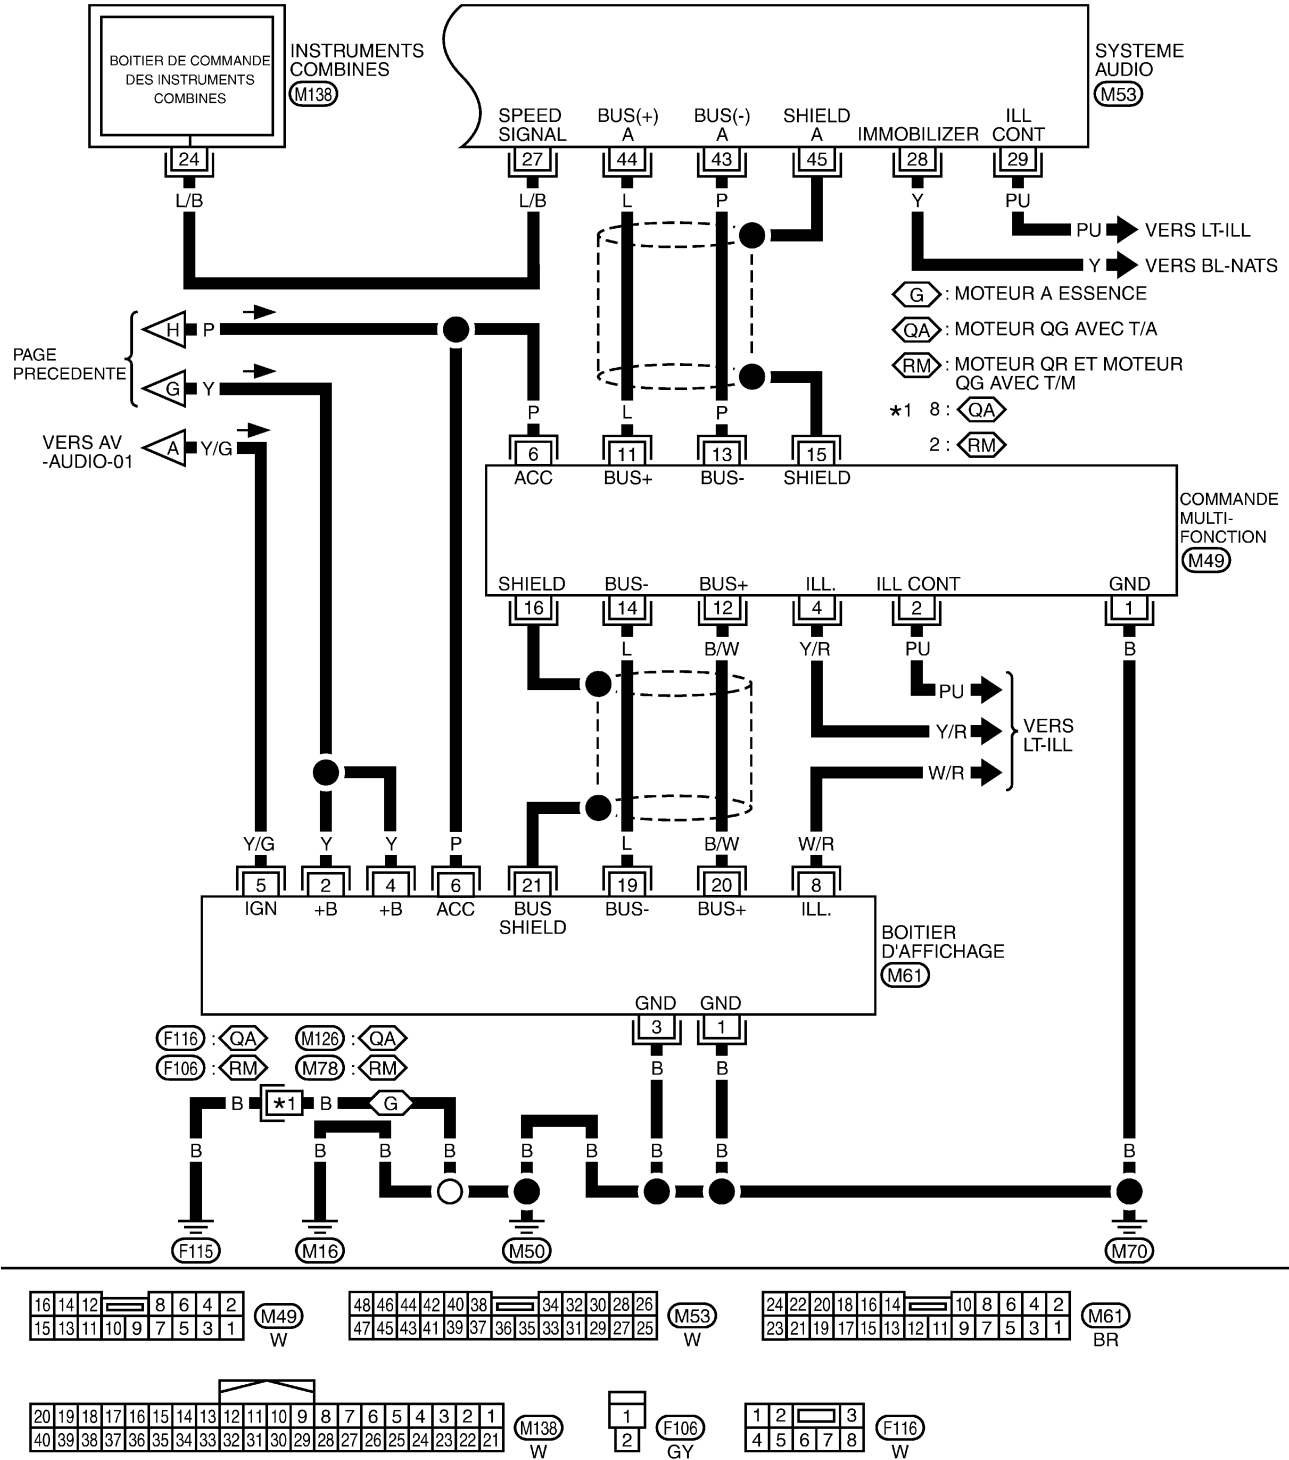 BOITIER DE COMMANDE
DES INSTRUMENTS
COMBINES
INSTRUMENTS
COMBINES
M138
SYSTEME
AUDIO
M53
SPEED
SIGNAL
BUS(+)
A
BUS(-)
A
SHIELD
A
IMMOBILIZER
ILL
CONT
24 27 44 43 45 28 29
L/B L/B L P Y PU
PU VERS LT-ILL
Y VERS BL-NATS
G : MOTEUR A ESSENCE
QA : MOTEUR QG AVEC T/A
RM : MOTEUR QR ET MOTEUR
QG AVEC T/M
*1 8 : QA
2 : RM
PAGE
PRECEDENTE
H P
G Y
VERS AV
-AUDIO-01
A Y/G
P L P
6 11 13 15
ACC BUS+ BUS- SHIELD
COMMANDE
MULTI-
FONCTION
M49
SHIELD BUS- BUS+ ILL. ILL CONT GND
16 14 12 4 2 1
L B/W Y/R PU B
PU
Y/R
W/R
VERS
LT-ILL
Y/G Y Y P L B/W W/R
5 2 4 6 21 19 20 8
IGN +B +B ACC BUS
SHIELD
BUS- BUS+ ILL.
BOITIER
D'AFFICHAGE
M61
GND GND
3 1
B B
F116 : QA M126 : QA
F106 : RM M78 : RM
B *1 B G
B B B B B B B B B
F115 M16 M50 M70
16 14 12 8 6 4 2
15 13 11 10 9 7 5 3 1
M49
W
48 46 44 42 40 38 34 32 30 28 26
47 45 43 41 39 37 36 35 33 31 29 27 25
M53
W
24 22 20 18 16 14 10 8 6 4 2
23 21 19 17 15 13 12 11 9 7 5 3 1
M61
BR
20 19 18 17 16 15 14 13 12 11 10 9 8 7 6 5 4 3 2 1
40 39 38 37 36 35 34 33 32 31 30 29 28 27 26 25 24 23 22 21
M138
W
1
2
F106
GY
1 2 3
4 5 6 7 8
F116
W